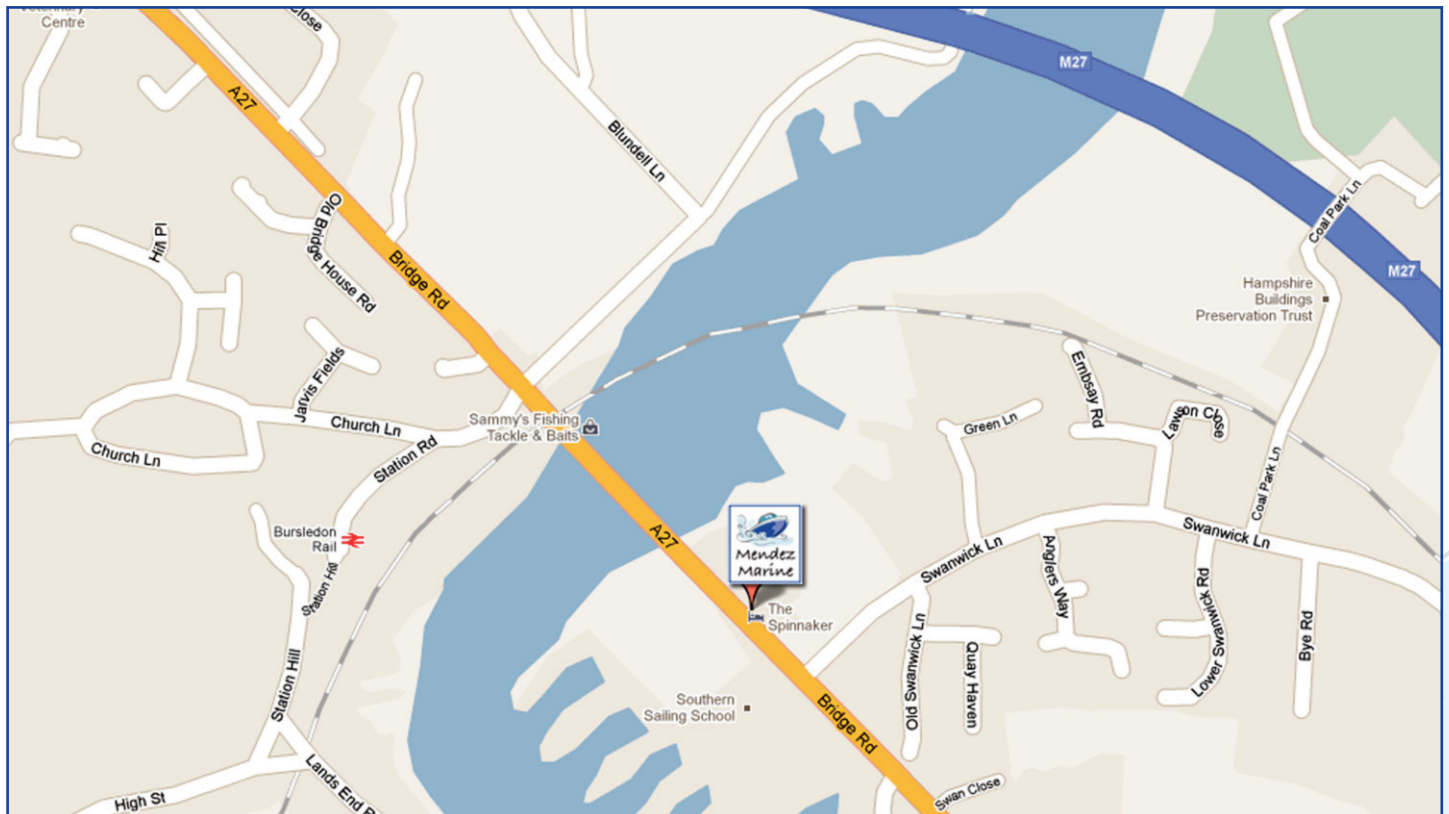 Veterinary
Centre
Close
A27
M27
Blundell Ln
Coal Park Ln
Old Bridge House Rd
Hill Pl
Bridge Rd
M27
Hampshire
Buildings
Preservation Trust
Jarvis Fields
Embsay Rd
Lawson Close
Green Ln
Church Ln
Sammy's Fishing
Tackle & Baits
Church Ln
Station Rd
Coal Park Ln
Bursledon
Rail
A27
Mendez
Marine
Swanwick Ln
Swanwick Ln
Anglers Way
Station Hill
The
Spinnaker
Lower Swanwick Rd
Bye Rd
Old Swanwick Ln
Quay Haven
Station Hill
Southern
Sailing School
Bridge Rd
Lands End
High St
Swan Close